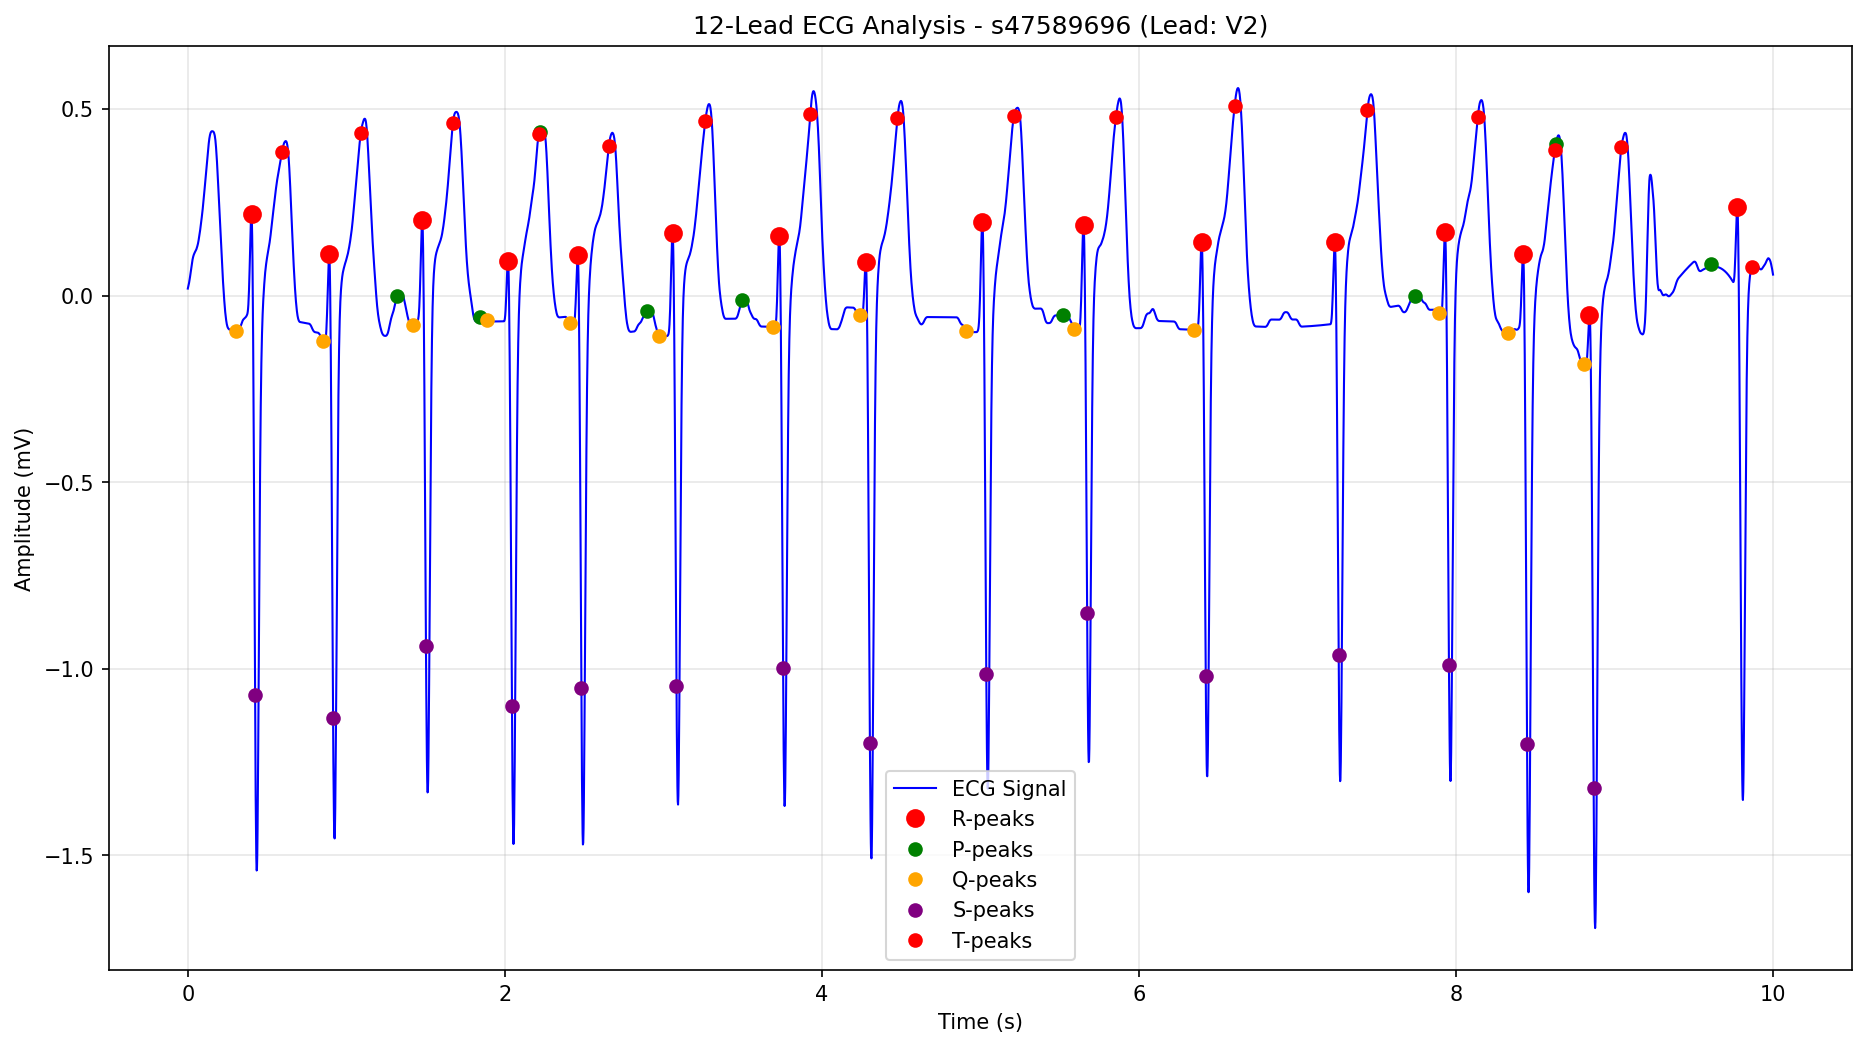 12-Lead ECG Analysis - s47589696 (Lead: V2)
0.5
0.0
−0.5
−1.0
−1.5
Amplitude (mV)
ECG Signal
R-peaks
P-peaks
Q-peaks
S-peaks
T-peaks
0 2 4 6 8 10
Time (s)